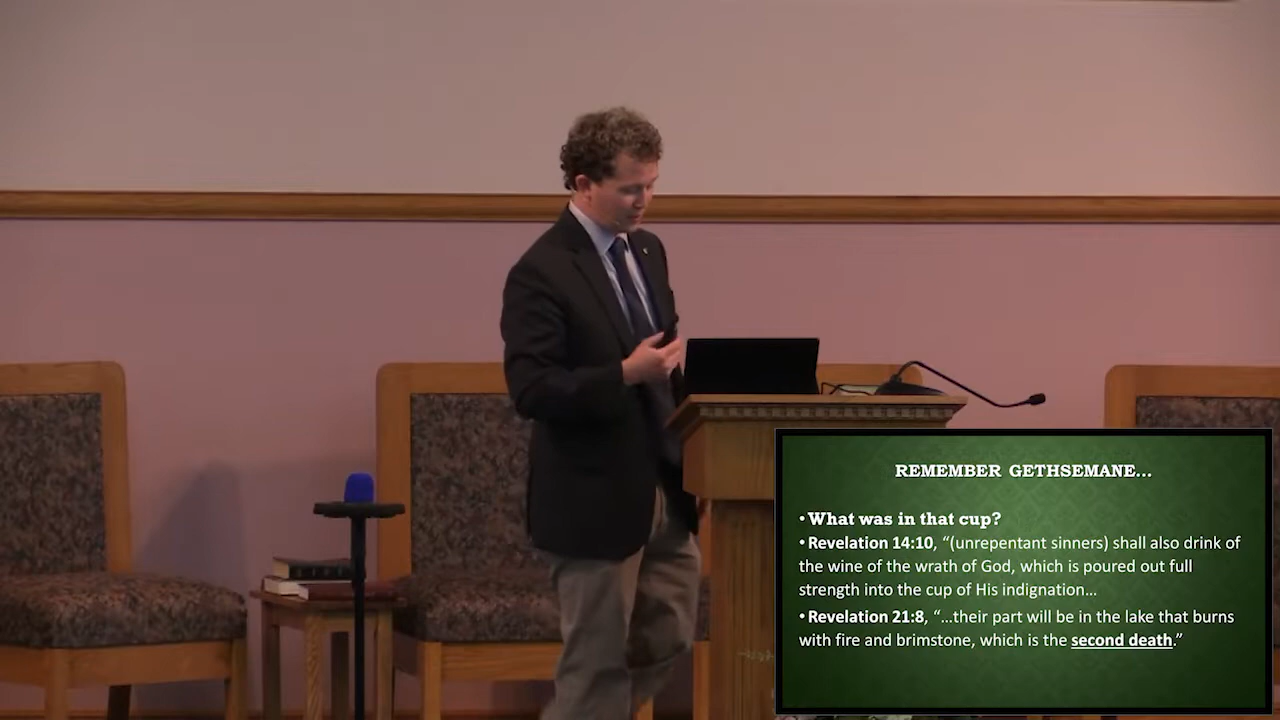 REMEMBER GETHSEMANE...
• What was in that cup?
• Revelation 14:10, “(unrepentant sinners) shall also drink of
the wine of the wrath of God, which is poured out full
strength into the cup of His indignation…
• Revelation 21:8, “…their part will be in the lake that burns
with fire and brimstone, which is the second death.”